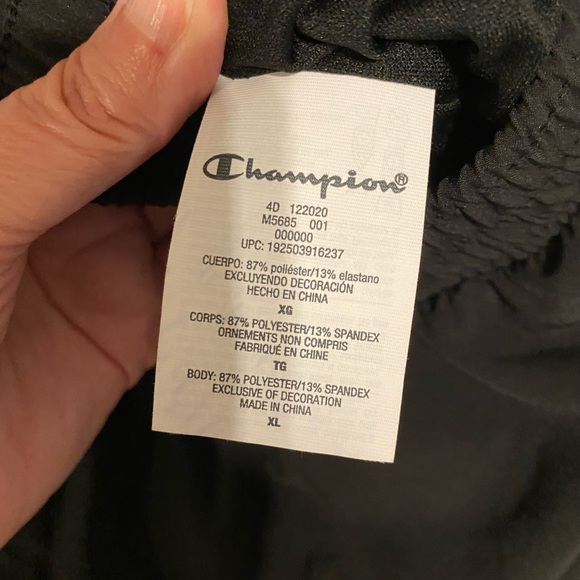 Champion®
4D 122020
M5685 001
000000
UPC: 192503916237
CUERPO: 87% poliéster/13% elastano
EXCLUYENDO DECORACIÓN
HECHO EN CHINA
XG
CORPS: 87% POLYESTER/13% SPANDEX
ORNEMENTS NON COMPRIS
FABRIQUÉ EN CHINE
TG
BODY: 87% POLYESTER/13% SPANDEX
EXCLUSIVE OF DECORATION
MADE IN CHINA
XL